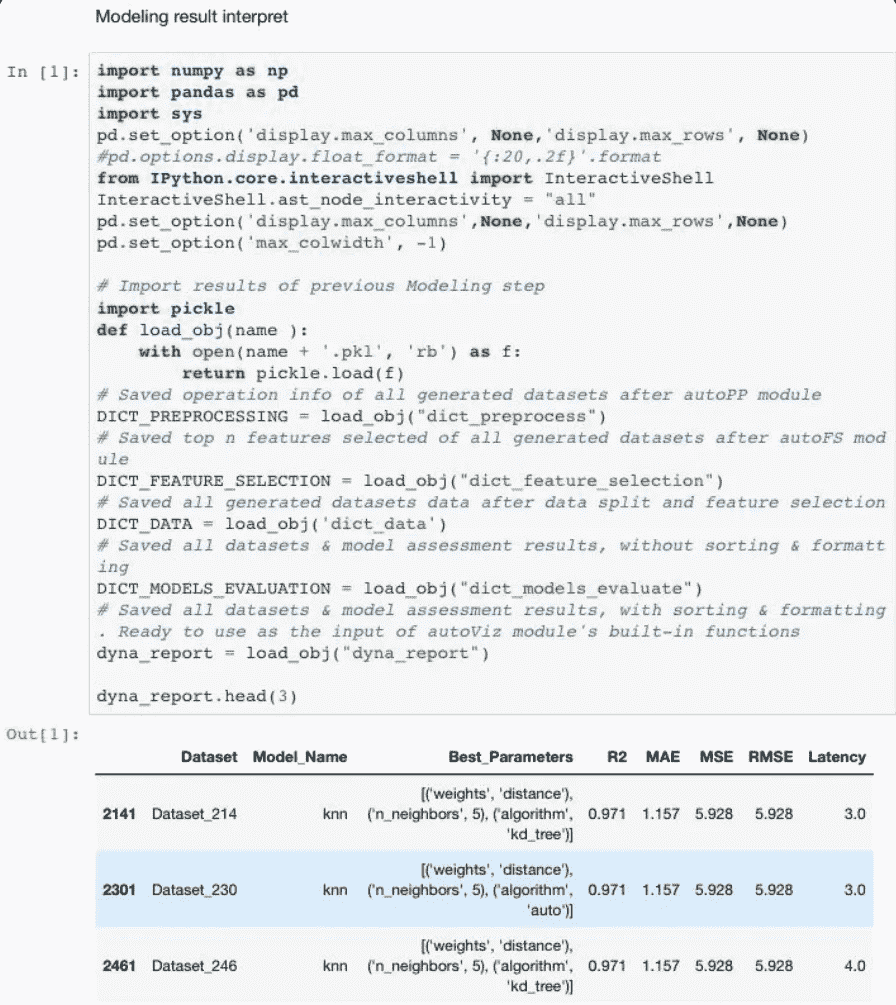 Modeling result interpret
In [1]:
import numpy as np
import pandas as pd
import sys
pd.set_option('display.max_columns', None,'display.max_rows', None)
#pd.options.display.float_format = '{:20,.2f}'.format
from IPython.core.interactiveshell import InteractiveShell
InteractiveShell.ast_node_interactivity = "all"
pd.set_option('display.max_columns',None,'display.max_rows',None)
pd.set_option('max_colwidth', -1)
# Import results of previous Modeling step
import pickle
def load_obj(name ):
    with open(name + '.pkl', 'rb') as f:
        return pickle.load(f)
# Saved operation info of all generated datasets after autoPP module
DICT_PREPROCESSING = load_obj("dict_preprocess")
# Saved top n features selected of all generated datasets after autoFS mod
ule
DICT_FEATURE_SELECTION = load_obj("dict_feature_selection")
# Saved all generated datasets data after data split and feature selection
DICT_DATA = load_obj('dict_data')
# Saved all datasets & model assessment results, without sorting & formatt
ing
DICT_MODELS_EVALUATION = load_obj("dict_models_evaluate")
# Saved all datasets & model assessment results, with sorting & formatting
. Ready to use as the input of autoViz module's built-in functions
dyna_report = load_obj("dyna_report")
dyna_report.head(3)
Out[1]:
Dataset Model_Name Best_Parameters R2 MAE MSE RMSE Latency
[('weights', 'distance'),
2141 Dataset_214 knn ('n_neighbors', 5), ('algorithm', 0.971 1.157 5.928 5.928 3.0
'kd_tree')]
[('weights', 'distance'),
2301 Dataset_230 knn ('n_neighbors', 5), ('algorithm', 0.971 1.157 5.928 5.928 3.0
'auto')]
[('weights', 'distance'),
2461 Dataset_246 knn ('n_neighbors', 5), ('algorithm', 0.971 1.157 5.928 5.928 4.0
'kd_tree')]